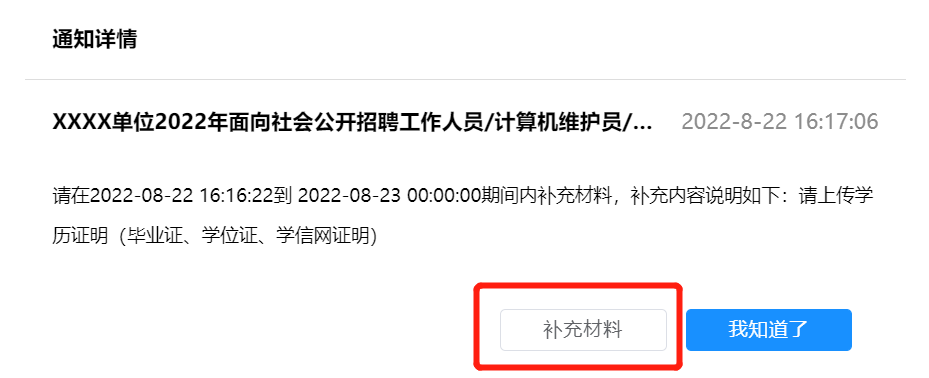 通知详情
XXXX单位2022年面向社会公开招聘工作人员/计算机维护员/... 2022-8-22 16:17:06
请在2022-08-22 16:16:22到 2022-08-23 00:00:00期间内补充材料，补充内容说明如下：请上传学
历证明（毕业证、学位证、学信网证明）
补充材料 我知道了